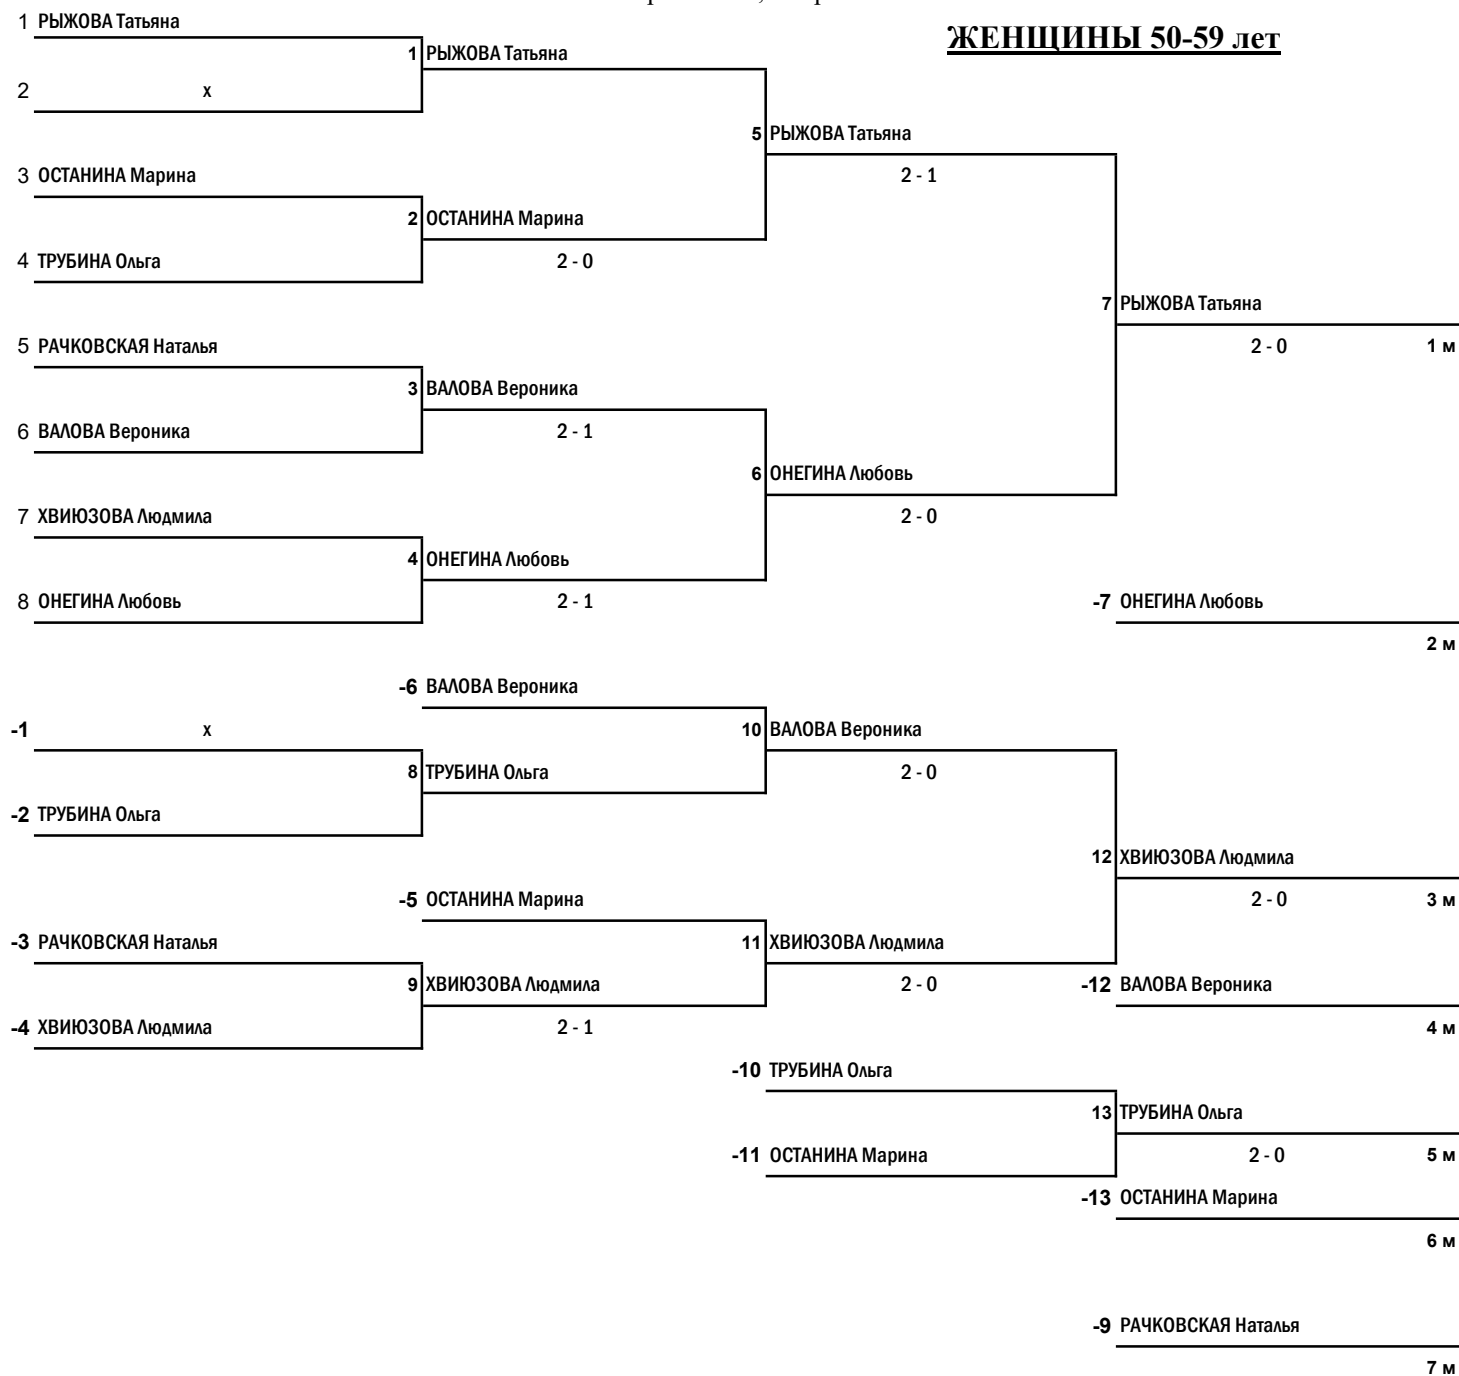 ЖЕНЩИНЫ 50-59 лет
1 РЫЖОВА Татьяна
1 РЫЖОВА Татьяна
2 х
5 РЫЖОВА Татьяна
2 - 1
3 ОСТАНИНА Марина
2 ОСТАНИНА Марина
2 - 0
4 ТРУБИНА Ольга
7 РЫЖОВА Татьяна
2 - 0 1 м
5 РАЧКОВСКАЯ Наталья
3 ВАЛОВА Вероника
2 - 1
6 ВАЛОВА Вероника
6 ОНЕГИНА Любовь
2 - 0
7 ХВИЮЗОВА Людмила
4 ОНЕГИНА Любовь
2 - 1
8 ОНЕГИНА Любовь
-7 ОНЕГИНА Любовь
2 м
-6 ВАЛОВА Вероника
-1 х
10 ВАЛОВА Вероника
2 - 0
8 ТРУБИНА Ольга
-2 ТРУБИНА Ольга
12 ХВИЮЗОВА Людмила
2 - 0 3 м
-5 ОСТАНИНА Марина
-3 РАЧКОВСКАЯ Наталья
11 ХВИЮЗОВА Людмила
2 - 0
9 ХВИЮЗОВА Людмила
2 - 1
-12 ВАЛОВА Вероника
4 м
-4 ХВИЮЗОВА Людмила
-10 ТРУБИНА Ольга
13 ТРУБИНА Ольга
2 - 0 5 м
-11 ОСТАНИНА Марина
-13 ОСТАНИНА Марина
6 м
-9 РАЧКОВСКАЯ Наталья
7 м